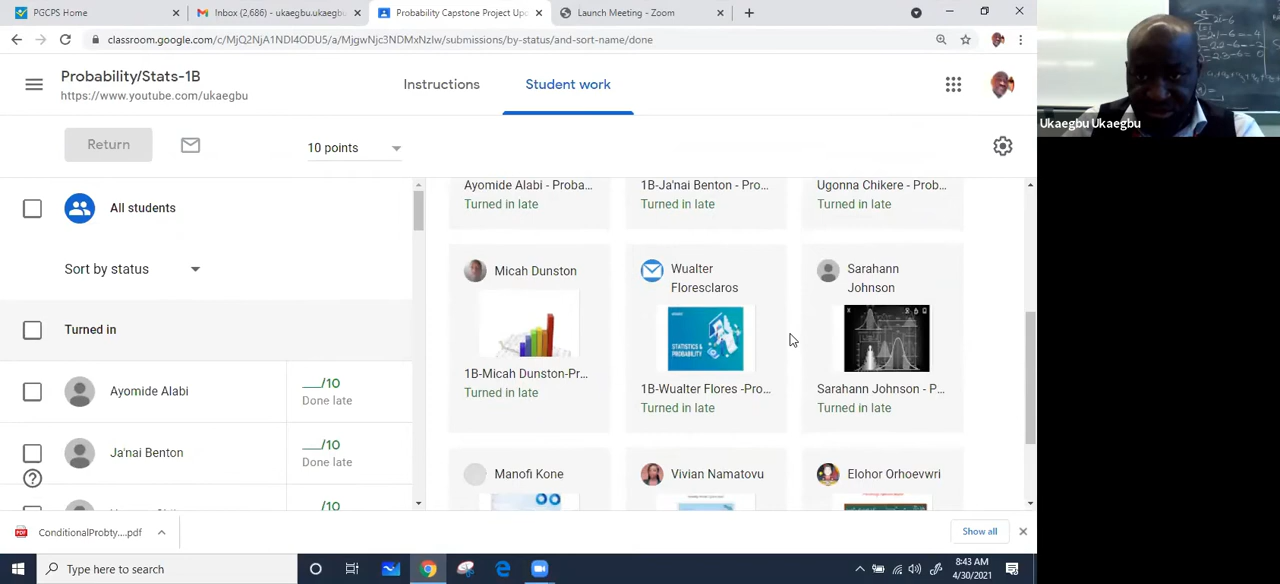 PGCPS Home
Inbox (2,686) - ukaegbu.ukaegbu
Probability Capstone Project Upo
Launch Meeting - Zoom
classroom.google.com/c/MjQ2NjA1NDI4ODU5/a/MjgwNjc3NDMxNzIw/submissions/by-status/and-sort-name/done
Probability/Stats-1B
https://www.youtube.com/ukaegbu
Instructions
Student work
Return
10 points
All students
Sort by status
Turned in
Ayomide Alabi
___/10
Done late
Ja'nai Benton
___/10
Done late
/10
Ayomide Alabi - Proba...
Turned in late
1B-Ja'nai Benton - Pro...
Turned in late
Ugonna Chikere - Prob...
Turned in late
Micah Dunston
1B-Micah Dunston-Pr...
Turned in late
Wualter
Floresclaros
STATISTICS &
PROBABILITY
1B-Wualter Flores -Pro...
Turned in late
Sarahann
Johnson
Sarahann Johnson - P...
Turned in late
Manofi Kone
Vivian Namatovu
Elohor Orhoevwri
ConditionalProbty....pdf
Show all
Type here to search
8:43 AM
4/30/2021
Ukaegbu Ukaegbu